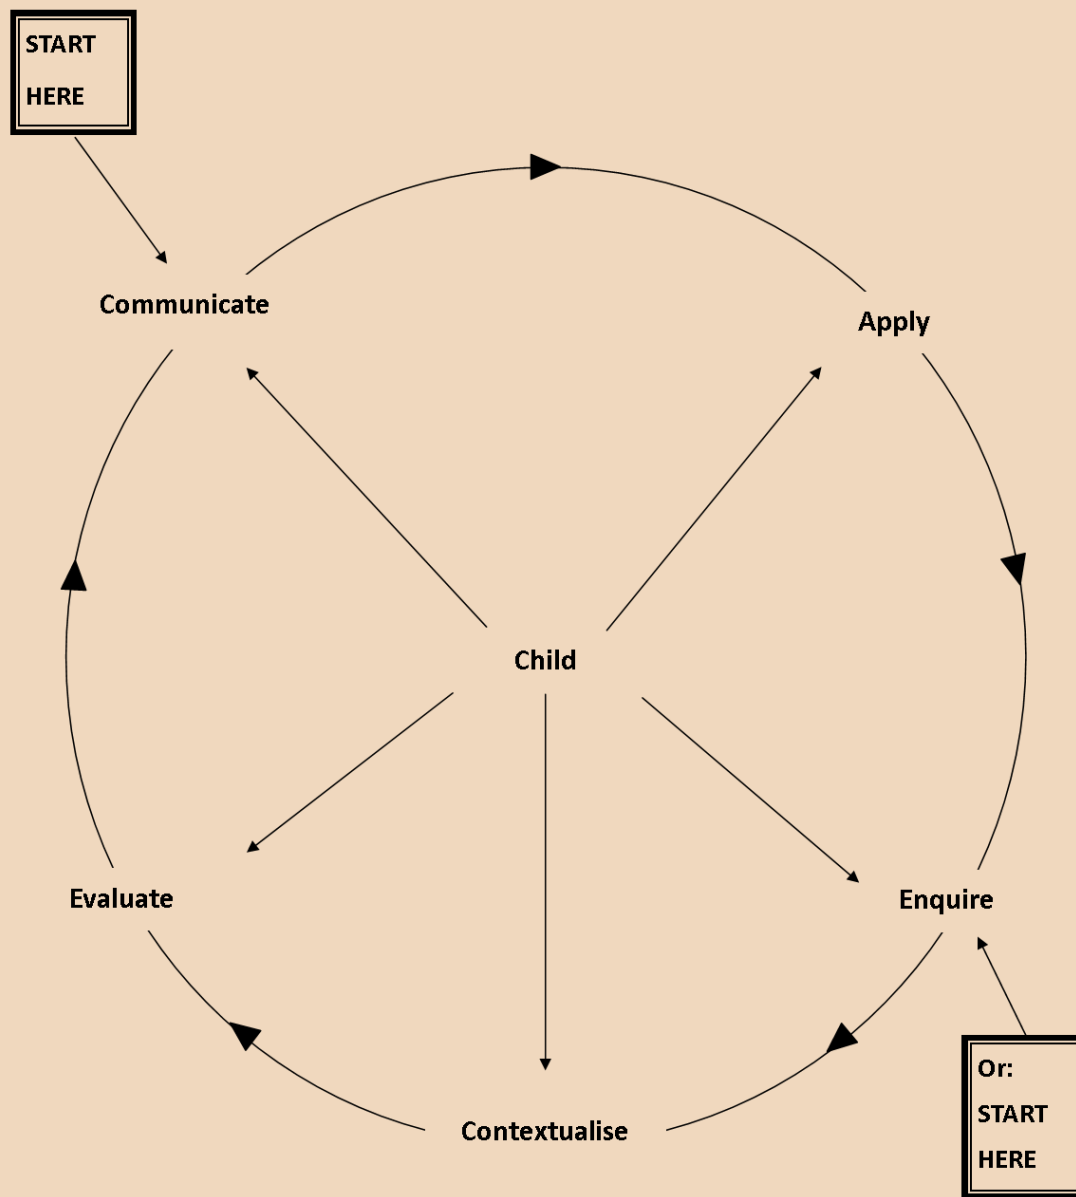 START
HERE
Communicate
Apply
Child
Evaluate
Enquire
Contextualise
Or:
START
HERE